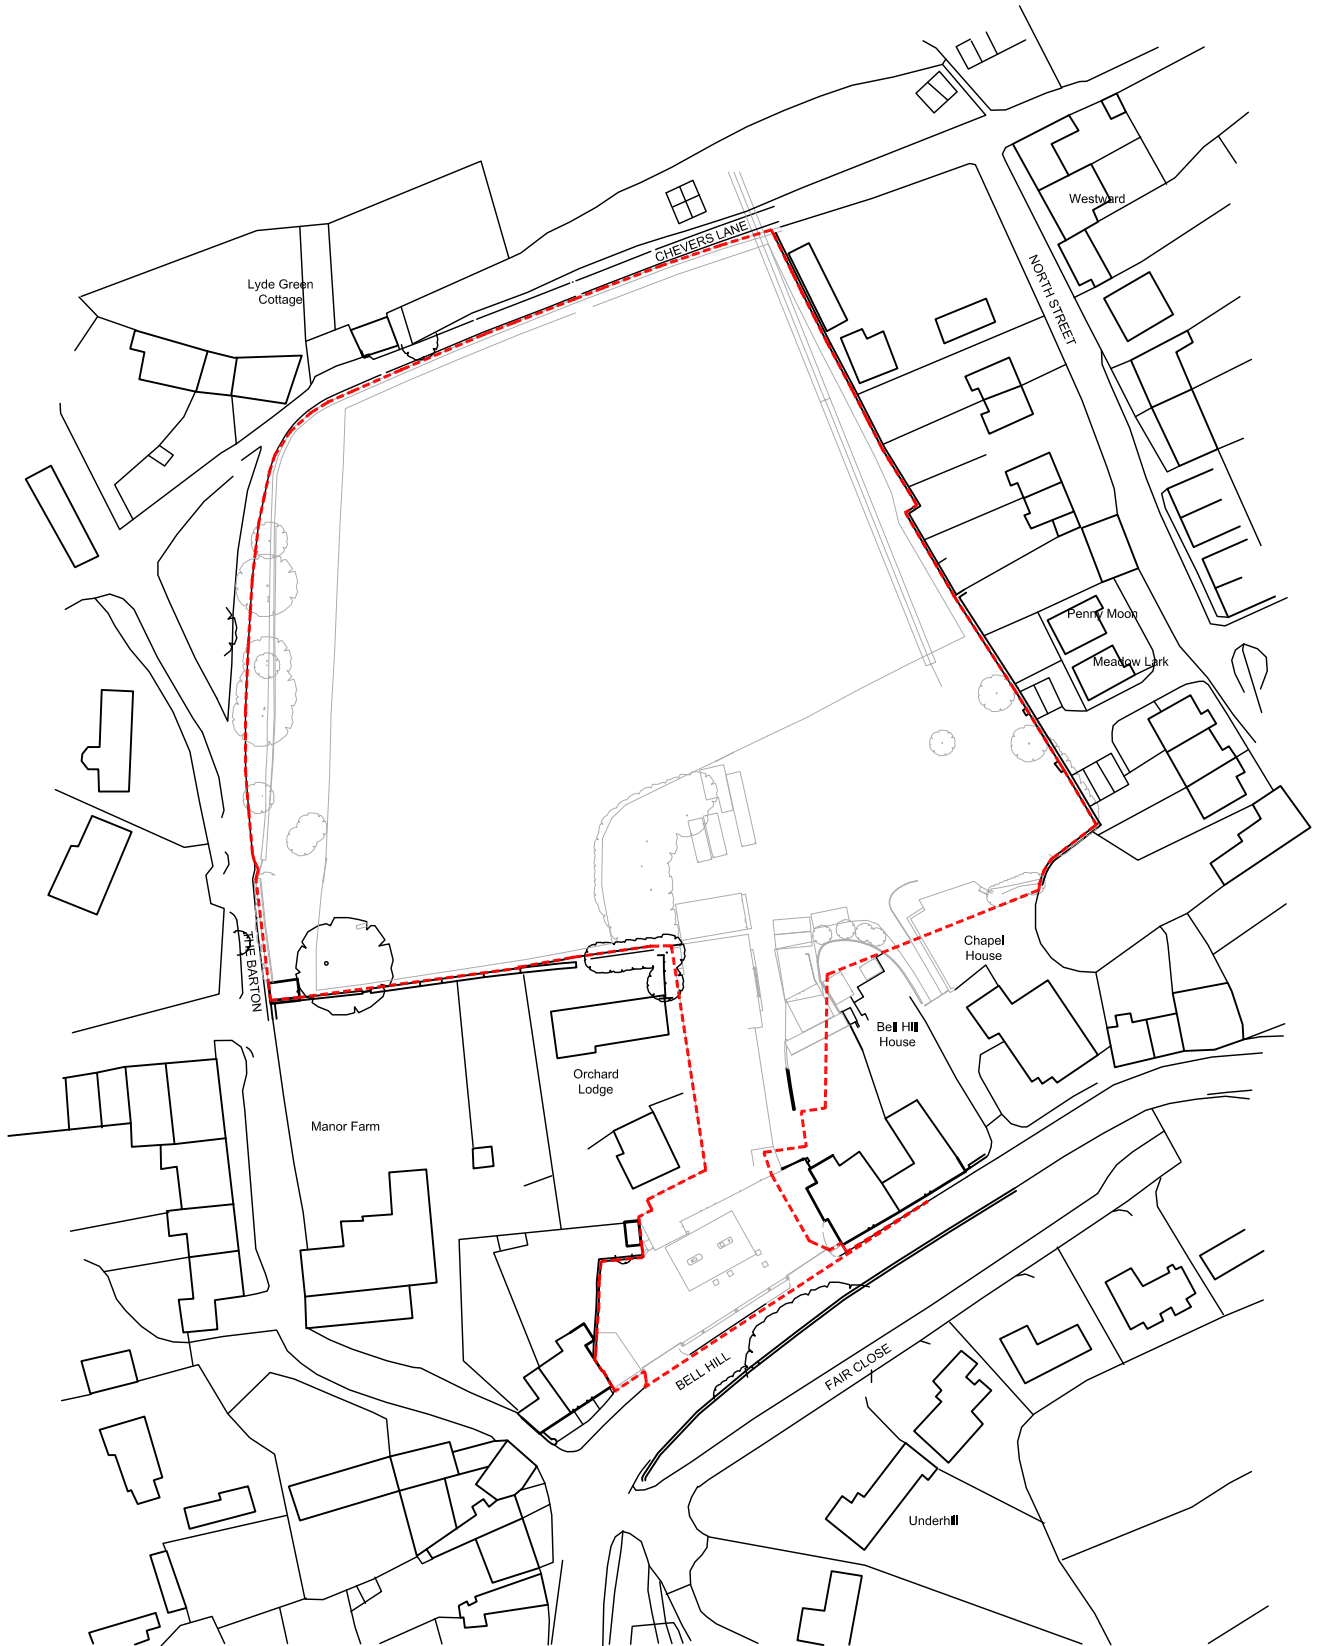 Westward
CHEVERS LANE
Lyde Green
Cottage
NORTH STREET
Penny Moon
Meadow Lark
THE BARTON
Chapel
House
Bell Hill
House
Orchard
Lodge
Manor Farm
BELL HILL
FAIR CLOSE
Underhill